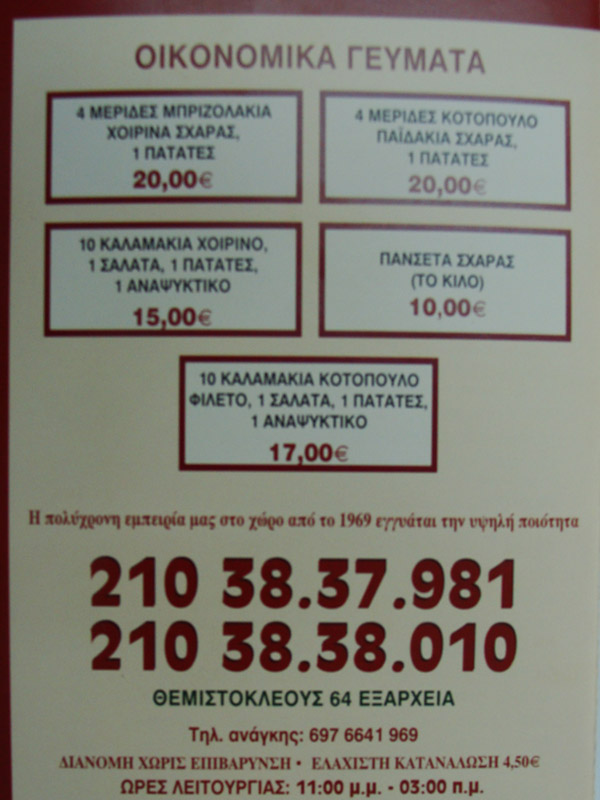 ΟΙΚΟΝΟΜΙΚΑ ΓΕΥΜΑΤΑ
4 ΜΕΡΙΔΕΣ ΜΠΡΙΖΟΛΑΚΙΑ
ΧΟΙΡΙΝΑ ΣΧΑΡΑΣ,
1 ΠΑΤΑΤΕΣ
20,00€
4 ΜΕΡΙΔΕΣ ΚΟΤΟΠΟΥΛΟ
ΠΑΪΔΑΚΙΑ ΣΧΑΡΑΣ,
1 ΠΑΤΑΤΕΣ
20,00€
10 ΚΑΛΑΜΑΚΙΑ ΧΟΙΡΙΝΟ,
1 ΣΑΛΑΤΑ, 1 ΠΑΤΑΤΕΣ,
1 ΑΝΑΨΥΚΤΙΚΟ
15,00€
ΠΑΝΣΕΤΑ ΣΧΑΡΑΣ
(ΤΟ ΚΙΛΟ)
10,00€
10 ΚΑΛΑΜΑΚΙΑ ΚΟΤΟΠΟΥΛΟ
ΦΙΛΕΤΟ, 1 ΣΑΛΑΤΑ, 1 ΠΑΤΑΤΕΣ,
1 ΑΝΑΨΥΚΤΙΚΟ
17,00€
Η πολύχρονη εμπειρία μας στο χώρο από το 1969 εγγυάται την υψηλή ποιότητα
210 38.37.981
210 38.38.010
ΘΕΜΙΣΤΟΚΛΕΟΥΣ 64 ΕΞΑΡΧΕΙΑ
Τηλ. ανάγκης: 697 6641 969
ΔΙΑΝΟΜΗ ΧΩΡΙΣ ΕΠΙΒΑΡΥΝΣΗ • ΕΛΑΧΙΣΤΗ ΚΑΤΑΝΑΛΩΣΗ 4,50€
ΩΡΕΣ ΛΕΙΤΟΥΡΓΙΑΣ: 11:00 μ.μ. - 03:00 π.μ.